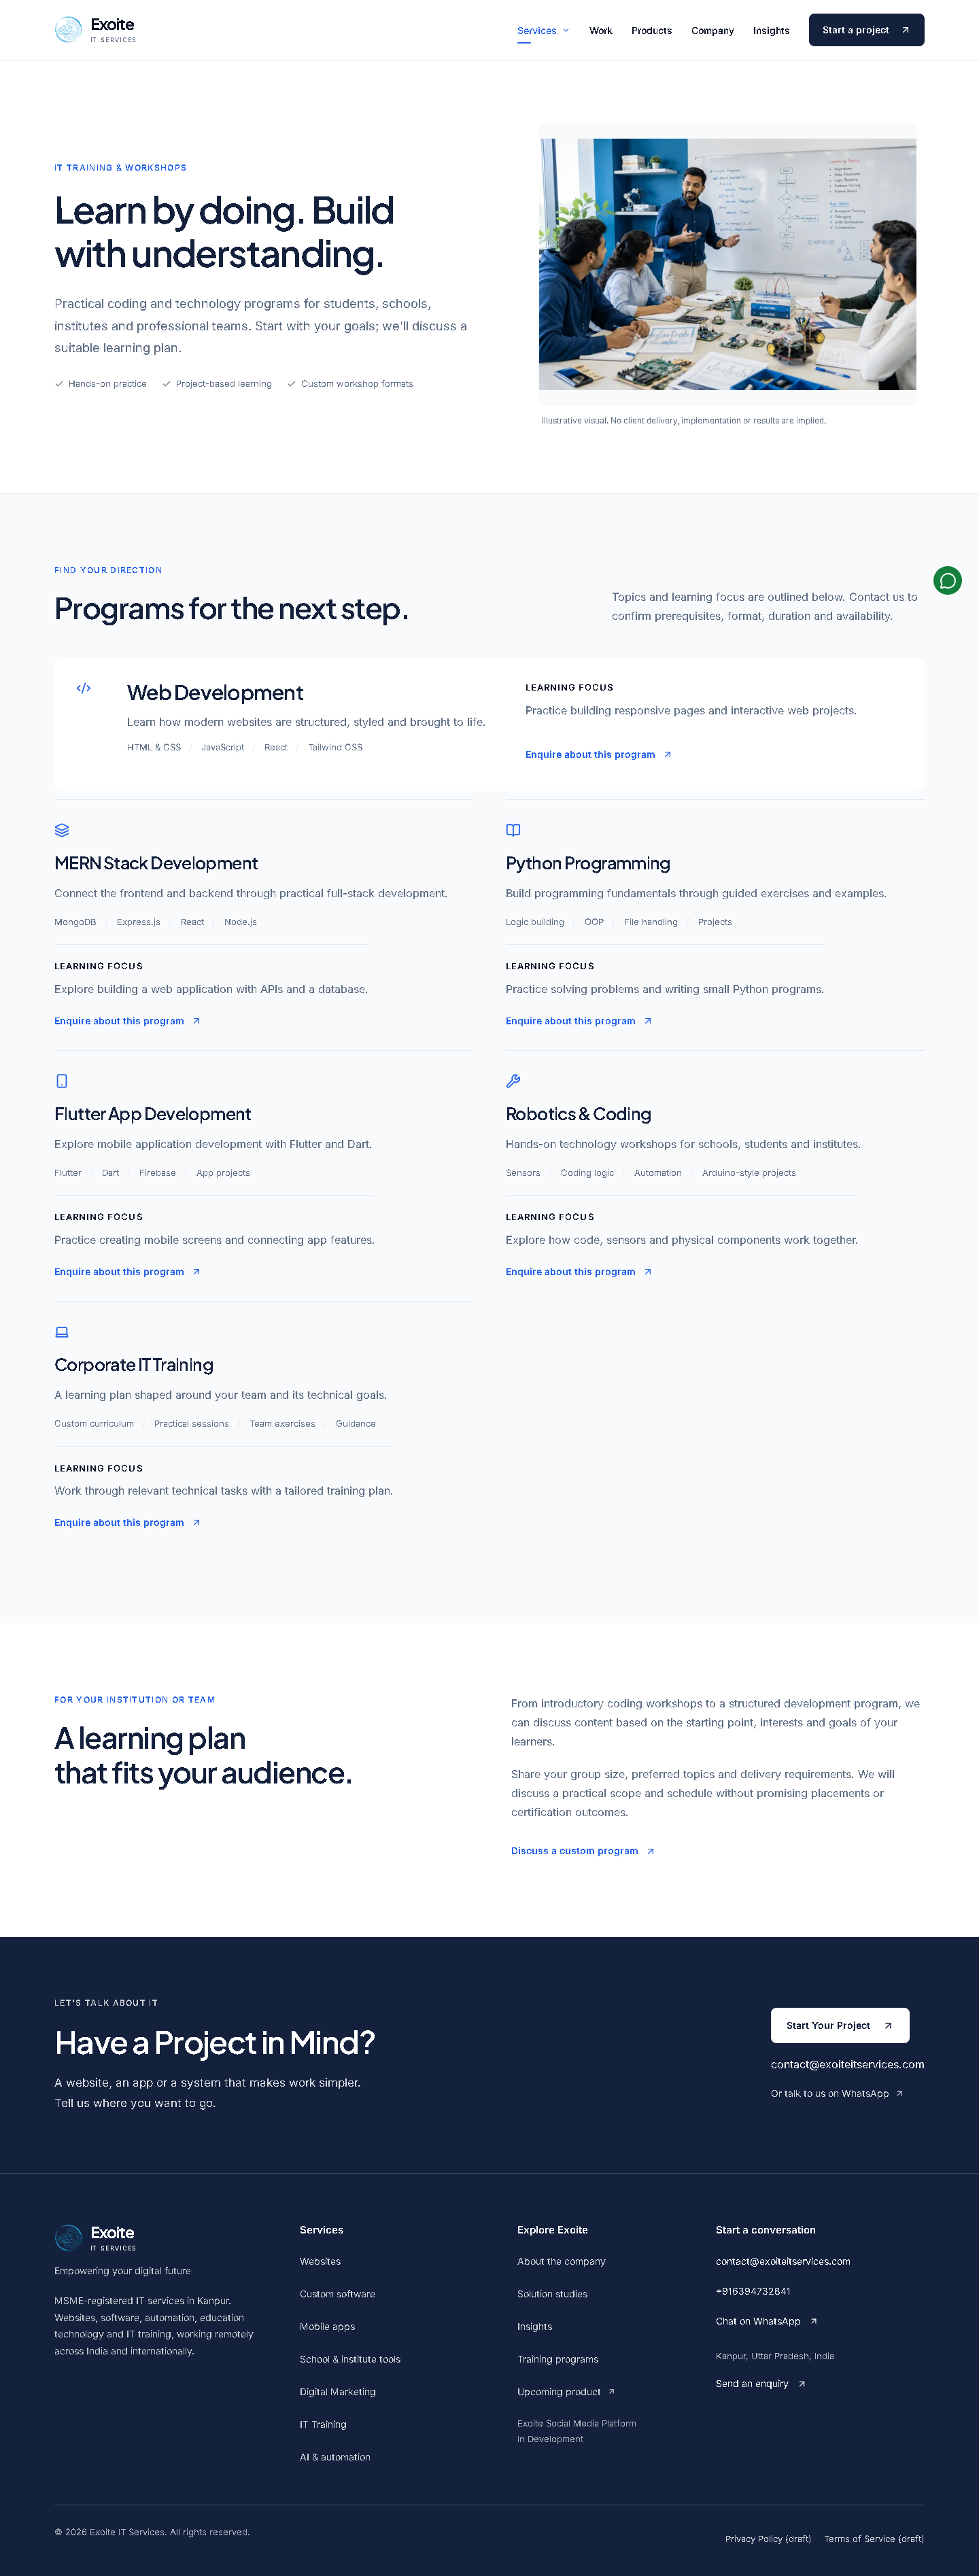 Exoite
IT SERVICES
Services
Work
Products
Company
Insights
Start a project
IT TRAINING & WORKSHOPS
Learn by doing. Build
with understanding.
Practical coding and technology programs for students, schools,
institutes and professional teams. Start with your goals; we'll discuss a
suitable learning plan.
Hands-on practice
Project-based learning
Custom workshop formats
Learning Topics
Illustrative visual. No client delivery, implementation or results are implied.
FIND YOUR DIRECTION
Programs for the next step.
Topics and learning focus are outlined below. Contact us to
confirm prerequisites, format, duration and availability.
Web Development
Learn how modern websites are structured, styled and brought to life.
HTML & CSS / JavaScript / React / Tailwind CSS
LEARNING FOCUS
Practice building responsive pages and interactive web projects.
Enquire about this program
MERN Stack Development
Connect the frontend and backend through practical full-stack development.
MongoDB / Express.js / React / Node.js
LEARNING FOCUS
Explore building a web application with APIs and a database.
Enquire about this program
Python Programming
Build programming fundamentals through guided exercises and examples.
Logic building / OOP / File handling / Projects
LEARNING FOCUS
Practice solving problems and writing small Python programs.
Enquire about this program
Flutter App Development
Explore mobile application development with Flutter and Dart.
Flutter / Dart / Firebase / App projects
LEARNING FOCUS
Practice creating mobile screens and connecting app features.
Enquire about this program
Robotics & Coding
Hands-on technology workshops for schools, students and institutes.
Sensors / Coding logic / Automation / Arduino-style projects
LEARNING FOCUS
Explore how code, sensors and physical components work together.
Enquire about this program
Corporate IT Training
A learning plan shaped around your team and its technical goals.
Custom curriculum / Practical sessions / Team exercises / Guidance
LEARNING FOCUS
Work through relevant technical tasks with a tailored training plan.
Enquire about this program
FOR YOUR INSTITUTION OR TEAM
A learning plan
that fits your audience.
From introductory coding workshops to a structured development program, we
can discuss content based on the starting point, interests and goals of your
learners.
Share your group size, preferred topics and delivery requirements. We will
discuss a practical scope and schedule without promising placements or
certification outcomes.
Discuss a custom program
LET'S TALK ABOUT IT
Have a Project in Mind?
A website, an app or a system that makes work simpler.
Tell us where you want to go.
Start Your Project
contact@exoiteitservices.com
Or talk to us on WhatsApp
Exoite
IT SERVICES
Empowering your digital future
MSME-registered IT services in Kanpur.
Websites, software, automation, education
technology and IT training, working remotely
across India and internationally.
Services
Websites
Custom software
Mobile apps
School & institute tools
Digital Marketing
IT Training
AI & automation
Explore Exoite
About the company
Solution studies
Insights
Training programs
Upcoming product
Exoite Social Media Platform
In Development
Start a conversation
contact@exoiteitservices.com
+916394732841
Chat on WhatsApp
Kanpur, Uttar Pradesh, India
Send an enquiry
© 2026 Exoite IT Services. All rights reserved.
Privacy Policy (draft)
Terms of Service (draft)